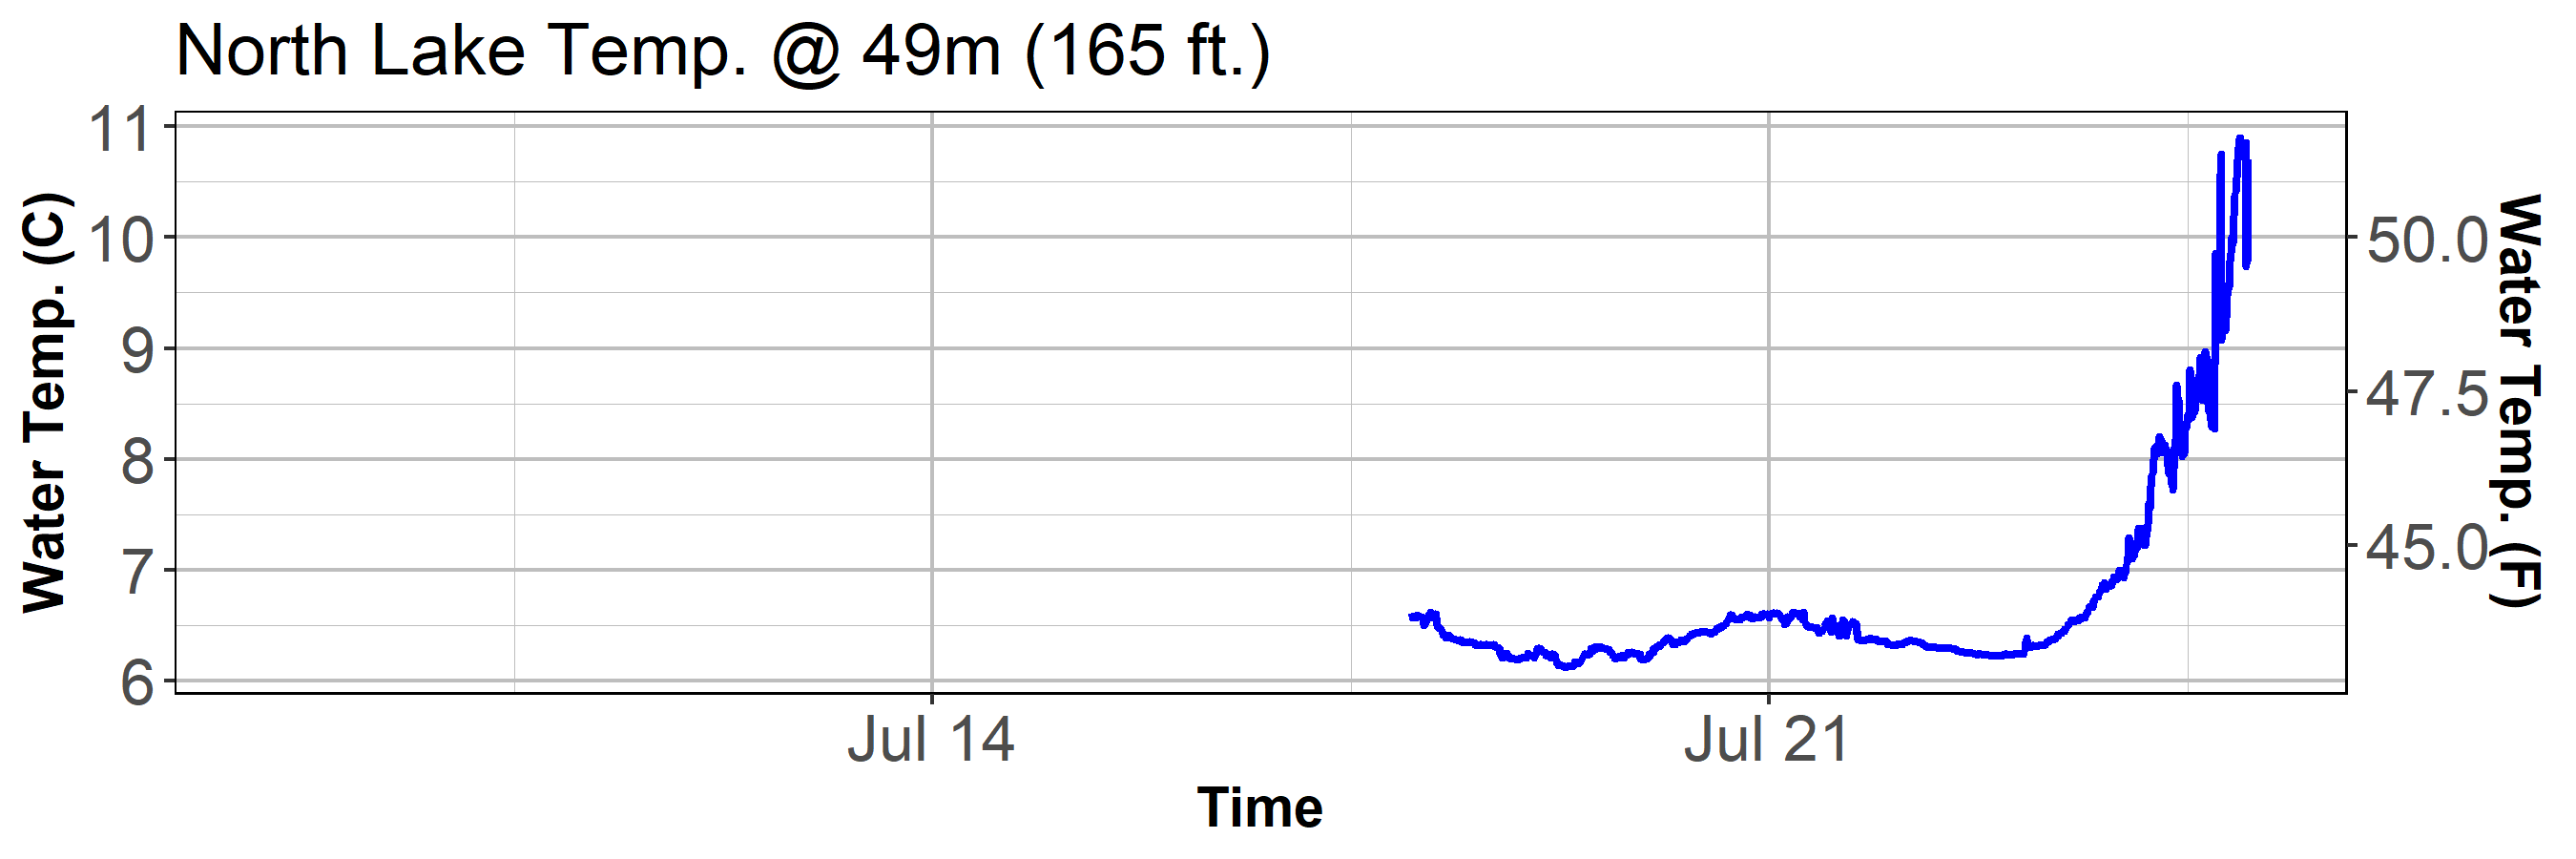 North Lake Temp. @ 49m (165 ft.)
Water Temp. (C)
11
10
9
8
7
6
50.0
47.5
45.0
Water Temp. (F)
Jul 14
Jul 21
Time